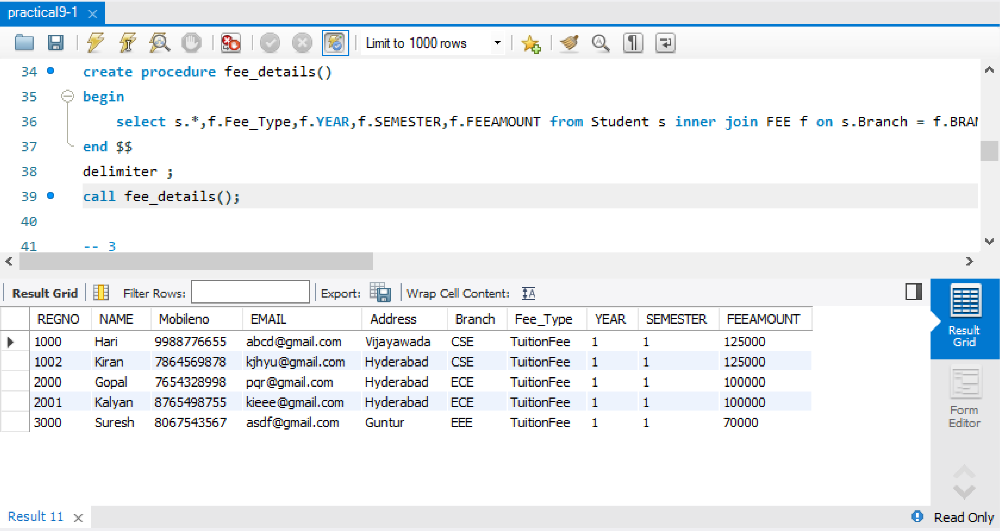 practical9-1
Limit to 1000 rows
34 create procedure fee_details()
35 begin
36 select s.*,f.Fee_Type,f.YEAR,f.SEMESTER,f.FEEAMOUNT from Student s inner join FEE f on s.Branch = f.BRAN
37 end $$
38 delimiter ;
39 call fee_details();
40
41 -- 3
Result Grid Filter Rows: Export: Wrap Cell Content: A
REGNO NAME Mobileno EMAIL Address Branch Fee_Type YEAR SEMESTER FEEAMOUNT
1000 Hari 9988776655 abcd@gmail.com Vijayawada CSE TuitionFee 1 1 125000
1002 Kiran 7864569878 kjhyu@gmail.com Hyderabad CSE TuitionFee 1 1 125000
2000 Gopal 7654328998 pqr@gmail.com Hyderabad ECE TuitionFee 1 1 100000
2001 Kalyan 8765498755 kieee@gmail.com Hyderabad ECE TuitionFee 1 1 100000
3000 Suresh 8067543567 asdf@gmail.com Guntur EEE TuitionFee 1 1 70000
Result
Grid
Form
Editor
Result 11
Read Only